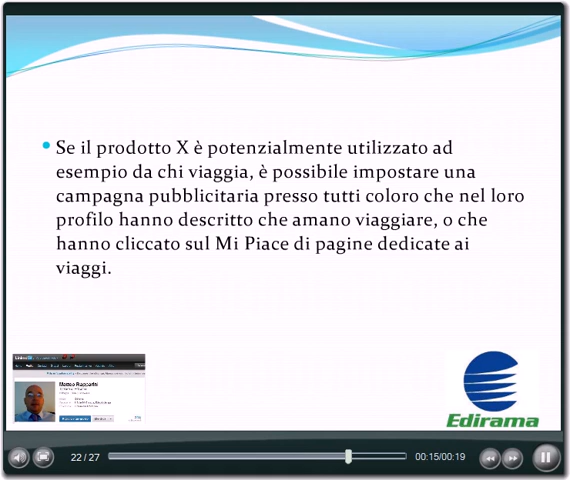 Se il prodotto X è potenzialmente utilizzato ad
esempio da chi viaggia, è possibile impostare una
campagna pubblicitaria presso tutti coloro che nel loro
profilo hanno descritto che amano viaggiare, o che
hanno cliccato sul Mi Piace di pagine dedicate ai
viaggi.
Matteo Rapparini
Edirama
22 / 27
00:15/00:19